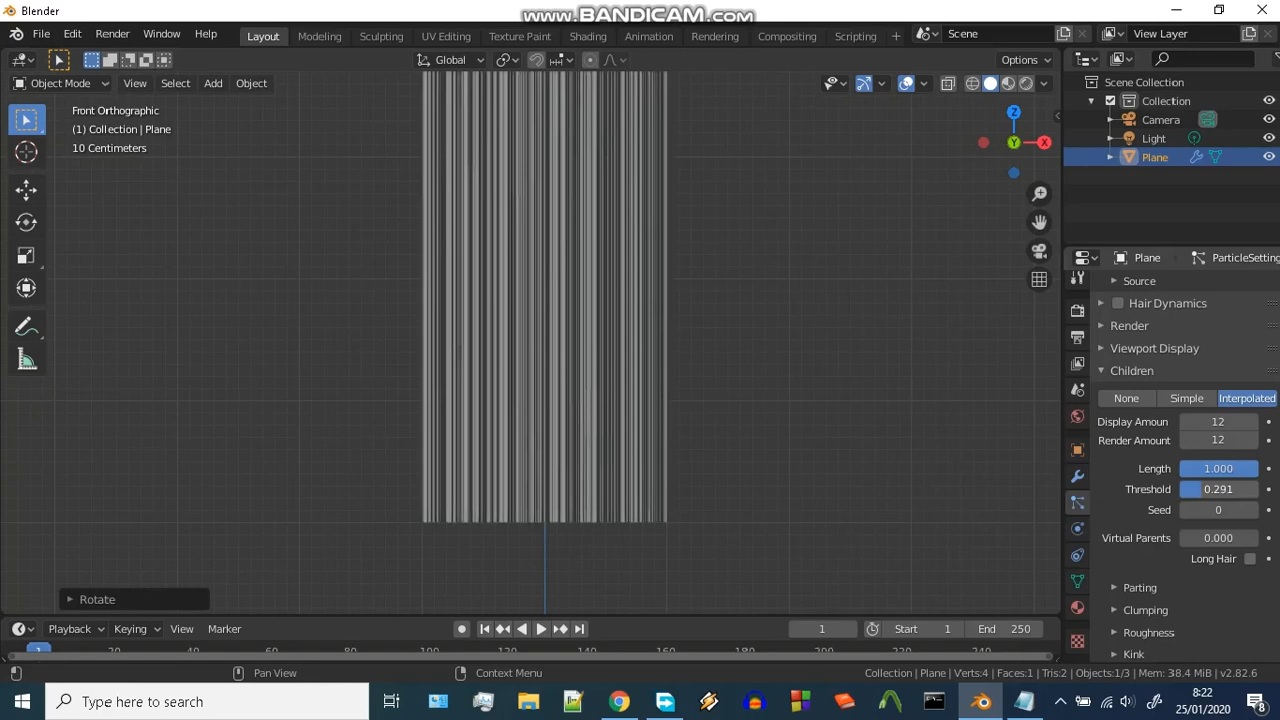 Blender
www.BANDICAM.com
File Edit Render Window Help Layout Modeling Sculpting UV Editing Texture Paint Shading Animation Rendering Compositing Scripting + Scene View Layer
Global Options
Object Mode View Select Add Object
Scene Collection
Collection
Camera
Light
Plane
Front Orthographic
(1) Collection | Plane
10 Centimeters
Z
Y
X
Plane ParticleSetting
Source
Hair Dynamics
Render
Viewport Display
Children
None Simple Interpolated
Display Amoun 12
Render Amount 12
Length 1.000
Threshold 0.291
Seed 0
Virtual Parents 0.000
Long Hair
Parting
Clumping
Roughness
Kink
Rotate
Playback Keying View Marker 1 Start 1 End 250
1 20 40 60 80 100 120 140 160 180 200 220 240
Pan View Context Menu Collection | Plane | Verts:4 | Faces:1 | Tris:2 | Objects:1/3 | Mem: 38.4 MiB | v2.82.6
Type here to search
8:22
25/01/2020
8